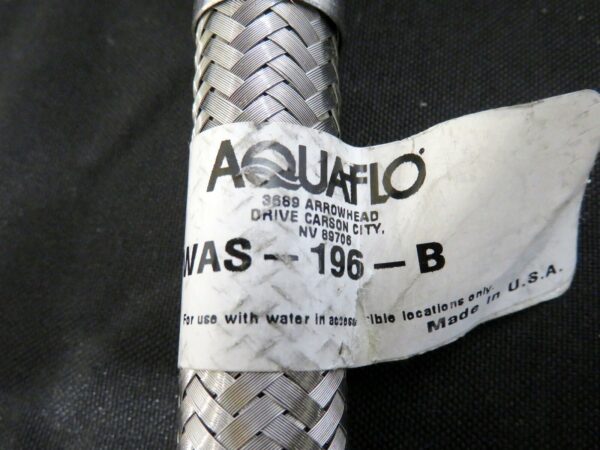 AQUAFLO
3689 ARROWHEAD
DRIVE CARSON CITY,
NV 89706
WAS-196-B
For use with water in accessible locations only.
Made in U.S.A.